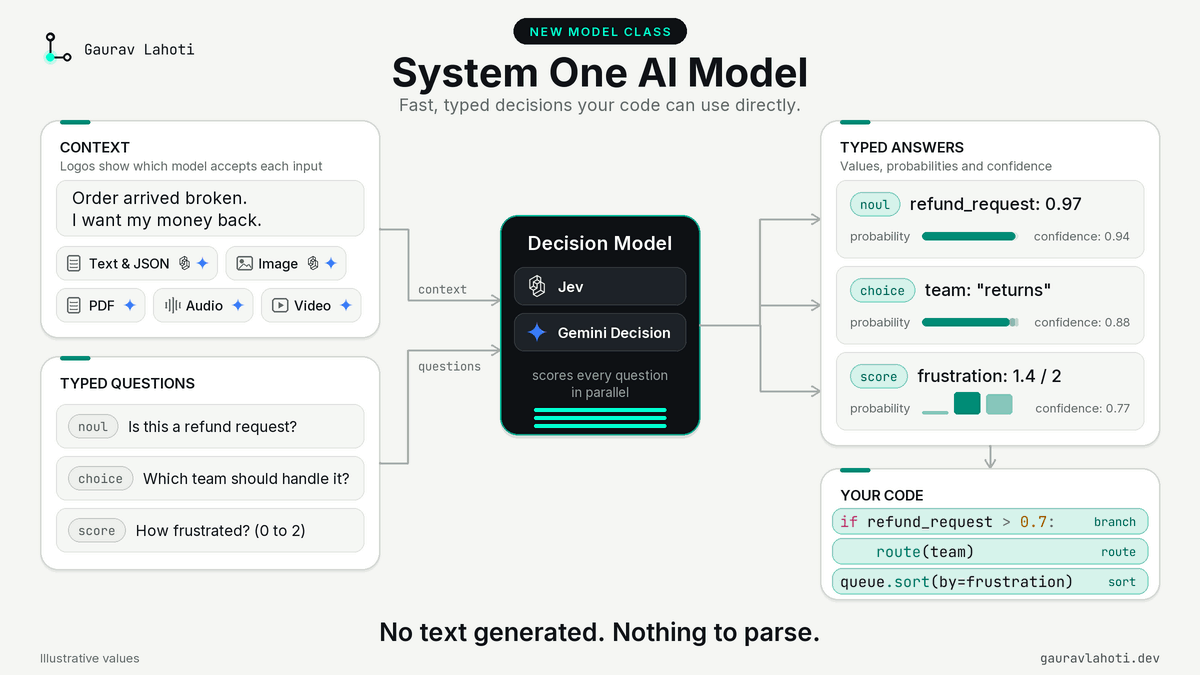 Gaurav Lahoti
NEW MODEL CLASS
System One AI Model
Fast, typed decisions your code can use directly.
CONTEXT
Logos show which model accepts each input
Order arrived broken.
I want my money back.
Text & JSON
Image
PDF
Audio
Video
TYPED QUESTIONS
noul Is this a refund request?
choice Which team should handle it?
score How frustrated? (0 to 2)
context
questions
Decision Model
Jev
Gemini Decision
scores every question
in parallel
TYPED ANSWERS
Values, probabilities and confidence
noul refund_request: 0.97
probability confidence: 0.94
choice team: "returns"
probability confidence: 0.88
score frustration: 1.4 / 2
probability confidence: 0.77
YOUR CODE
if refund_request > 0.7: branch
route(team) route
queue.sort(by=frustration) sort
No text generated. Nothing to parse.
Illustrative values
gauravlahoti.dev